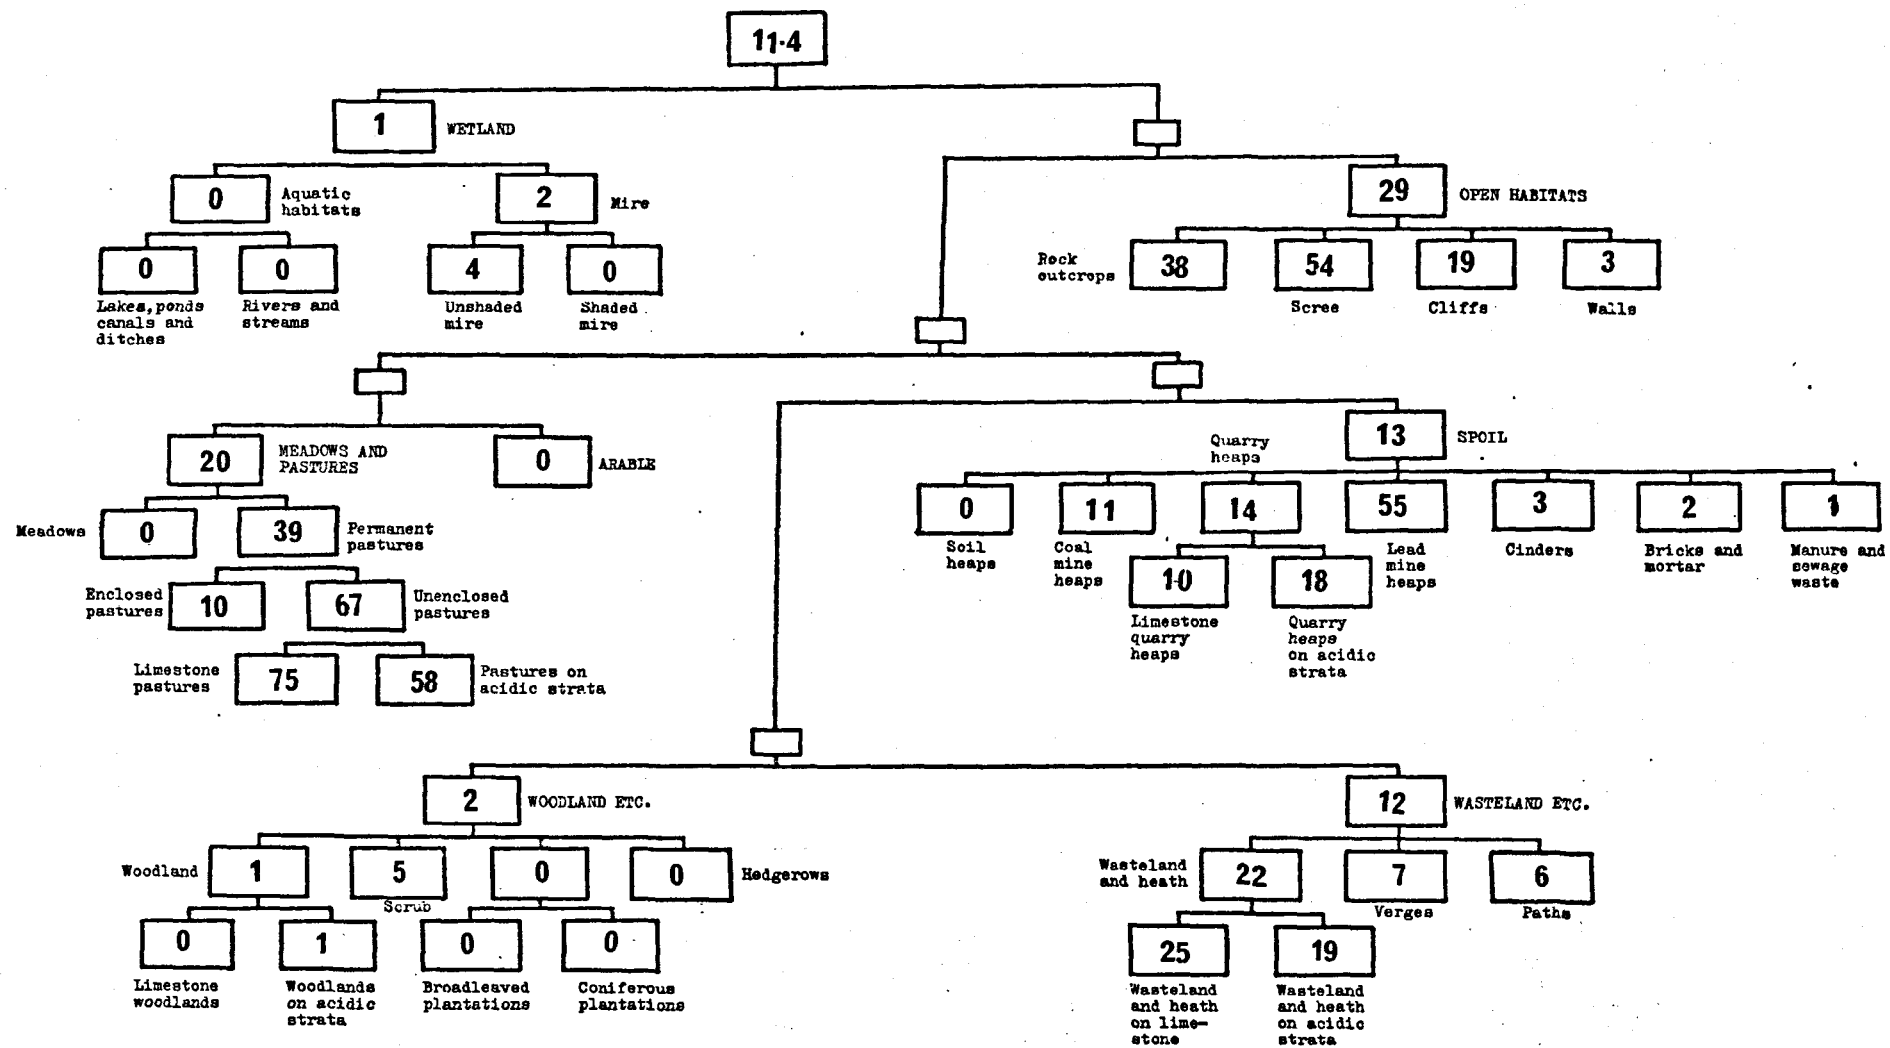 11·4
1
WETLAND
0
Aquatic
habitats
2
Mire
29
OPEN HABITATS
0
0
4
0
Lakes, ponds
canals and
ditches
Rivers and
streams
Unshaded
mire
Shaded
mire
Rock
outcrops
38
54
19
3
Scree
Cliffs
Walls
20
MEADOWS AND
PASTURES
0
ARABLE
13
SPOIL
Quarry
heaps
Meadows
0
39
Permanent
pastures
0
11
14
55
3
2
1
Soil
heaps
Coal
mine
heaps
Lead
mine
heaps
Cinders
Bricks and
mortar
Manure and
sewage
waste
Enclosed
pastures
10
67
Unenclosed
pastures
10
18
Limestone
quarry
heaps
Quarry
heaps
on acidic
strata
Limestone
pastures
75
58
Pastures on
acidic strata
2
WOODLAND ETC.
12
WASTELAND ETC.
Woodland
1
5
0
0
Hedgerows
Scrub
Wasteland
and heath
22
7
6
Verges
Paths
0
1
0
0
Limestone
woodlands
Woodlands
on acidic
strata
Broadleaved
plantations
Coniferous
plantations
25
19
Wasteland
and heath
on lime-
stone
Wasteland
and heath
on acidic
strata